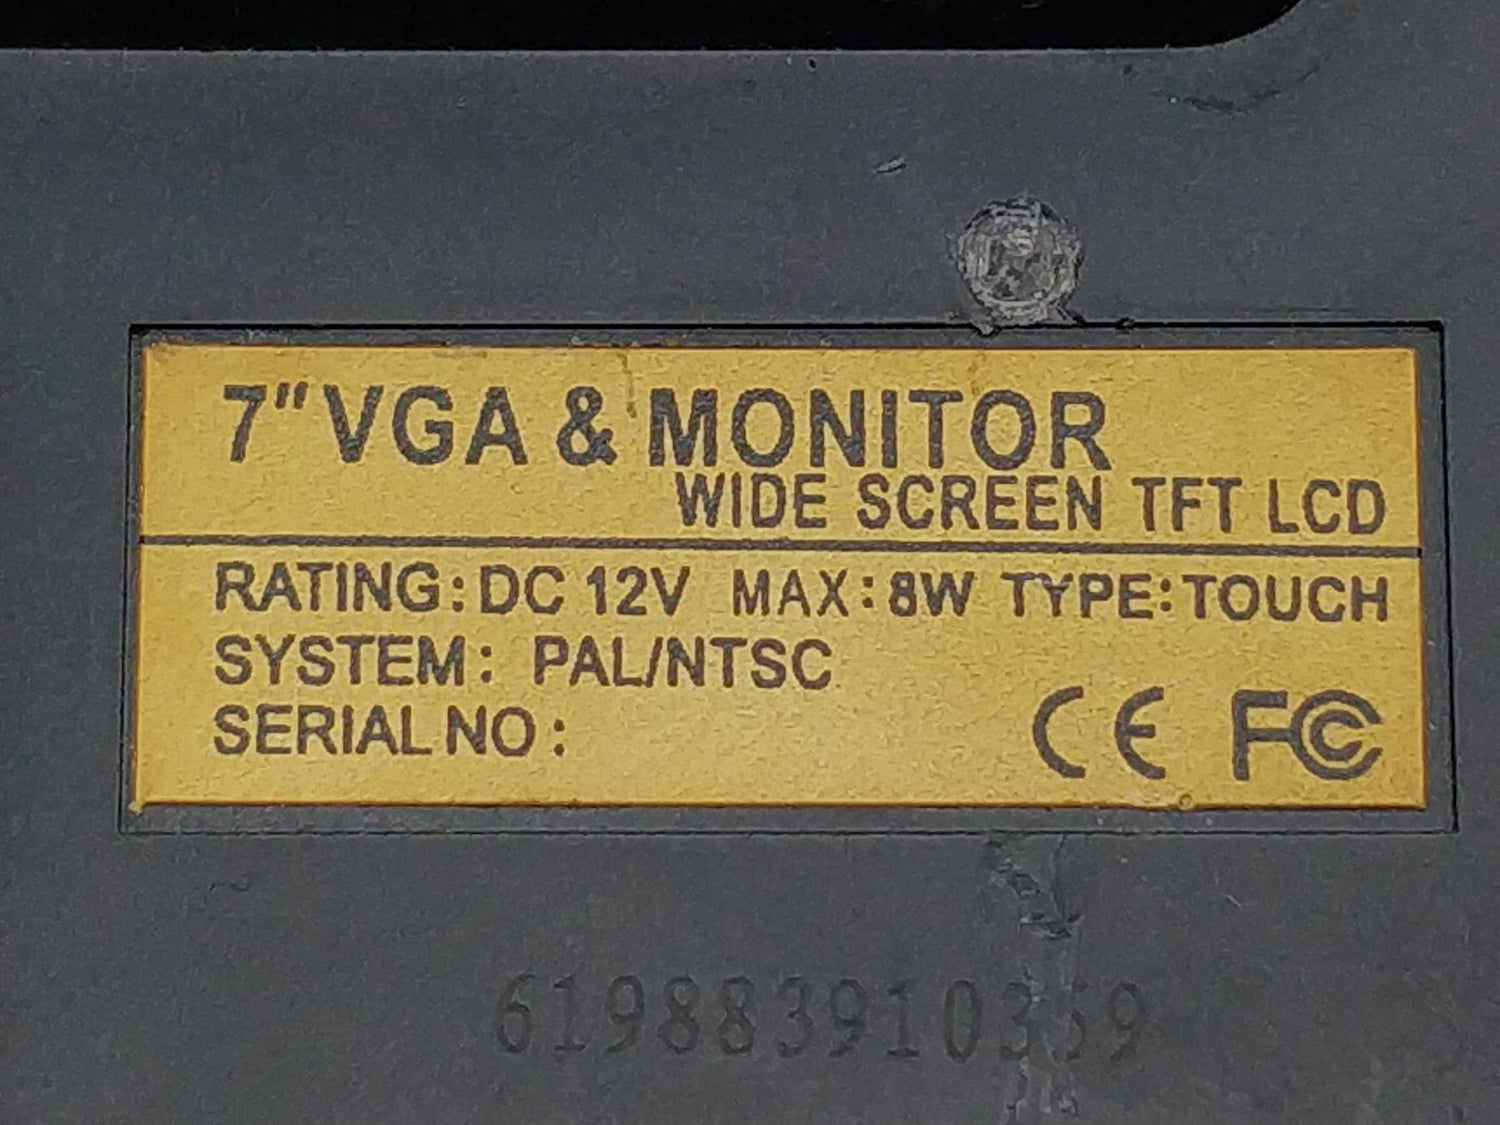 7" VGA & MONITOR
WIDE SCREEN TFT LCD
RATING: DC 12V MAX: 8W TYPE: TOUCH
SYSTEM: PAL/NTSC
SERIAL NO:
CE FC
619883910359